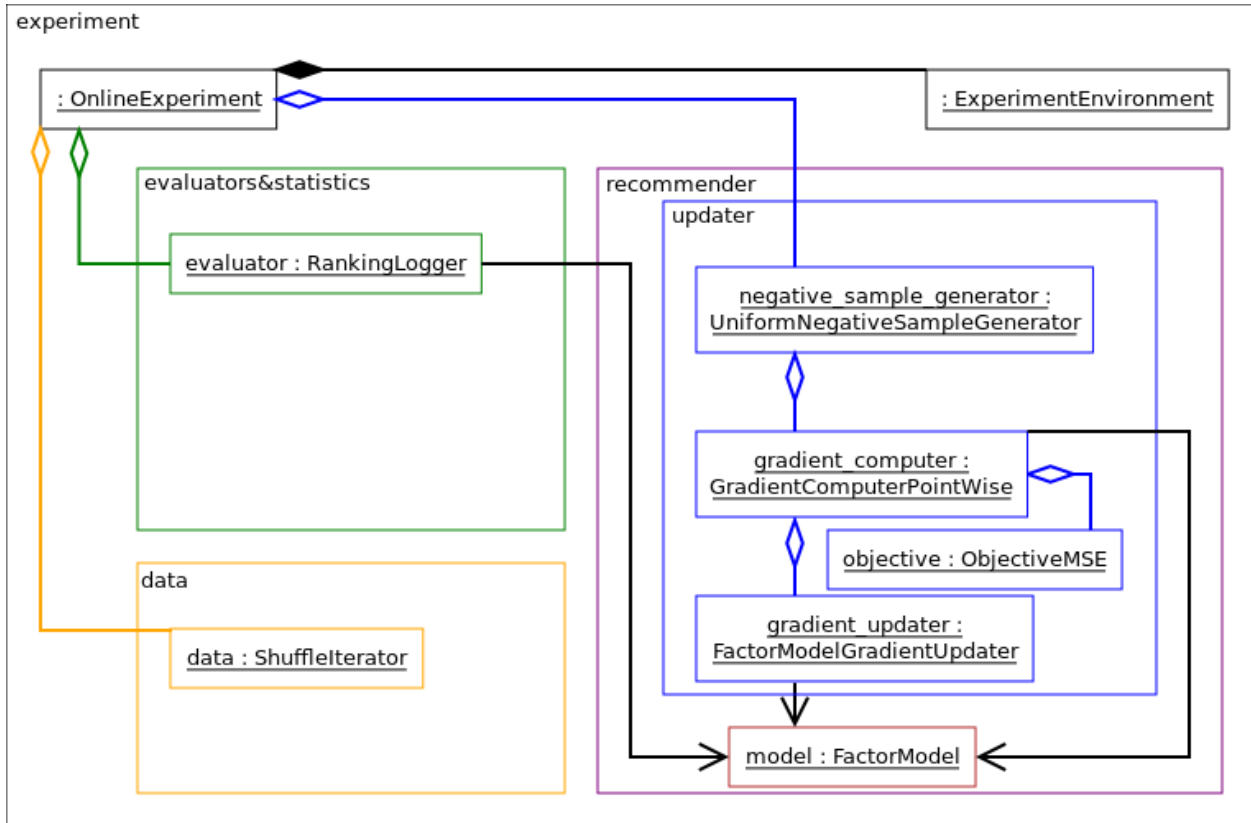 experiment
: OnlineExperiment
: ExperimentEnvironment
evaluators&statistics
evaluator : RankingLogger
recommender
updater
negative_sample_generator :
UniformNegativeSampleGenerator
gradient_computer :
GradientComputerPointWise
objective : ObjectiveMSE
gradient_updater :
FactorModelGradientUpdater
data
data : ShuffleIterator
model : FactorModel